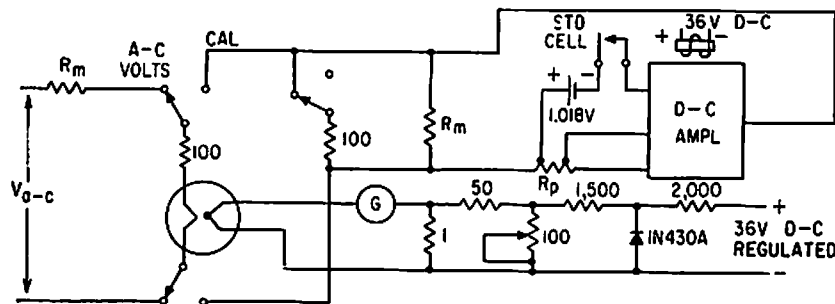 A-C VOLTS
CAL
STD CELL
36V D-C
+ -
Rm
100
100
Rm
+ -
1.018V
D-C AMPL
Va-c
G
50
Rp
1,500
2,000
1
100
1N430A
+
36V D-C REGULATED
-